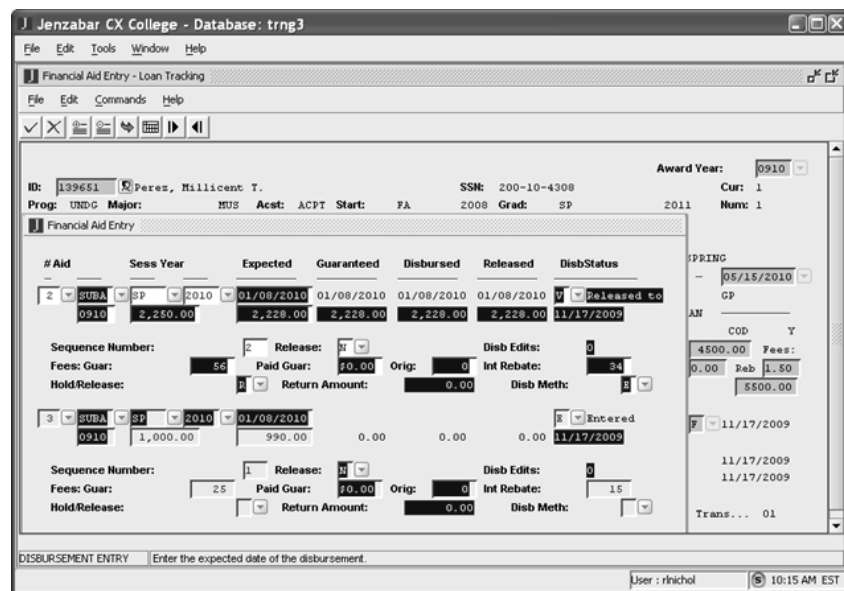 Jenzabar CX College - Database: trng3
File Edit Tools Window Help
Financial Aid Entry - Loan Tracking
File Edit Commands Help
Award Year: 0910
ID: 139651 Perez, Millicent T. SSN: 200-10-4308 Cur: 1
Prog: UNDG Major: MUS Acst: ACPT Start: FA 2008 Grad: SP 2011 Num: 1
Financial Aid Entry
# Aid Sess Year Expected Guaranteed Disbursed Released DisbStatus
PRING
2 SUBA SP 2010 01/08/2010 01/08/2010 01/08/2010 01/08/2010 V Released to
- 05/15/2010
0910 2,250.00 2,228.00 2,228.00 2,228.00 2,228.00 11/17/2009
GP
AN
COD Y
Sequence Number: 2 Release: N Disb Edits: 0
4500.00 Fees:
Fees: Guar: 56 Paid Guar: $0.00 Orig: 0 Int Rebate: 34
0.00 Reb 1.50
Hold/Release: R Return Amount: 0.00 Disb Meth: E
5500.00
3 SUBA SP 2010 01/08/2010 E Entered
F 11/17/2009
0910 1,000.00 990.00 0.00 0.00 0.00 11/17/2009
Sequence Number: 1 Release: N Disb Edits: 0
11/17/2009
Fees: Guar: 25 Paid Guar: $0.00 Orig: 0 Int Rebate: 15
11/17/2009
Hold/Release: Return Amount: 0.00 Disb Meth:
Trans... 01
DISBURSEMENT ENTRY Enter the expected date of the disbursement.
User : rlnichol 10:15 AM EST